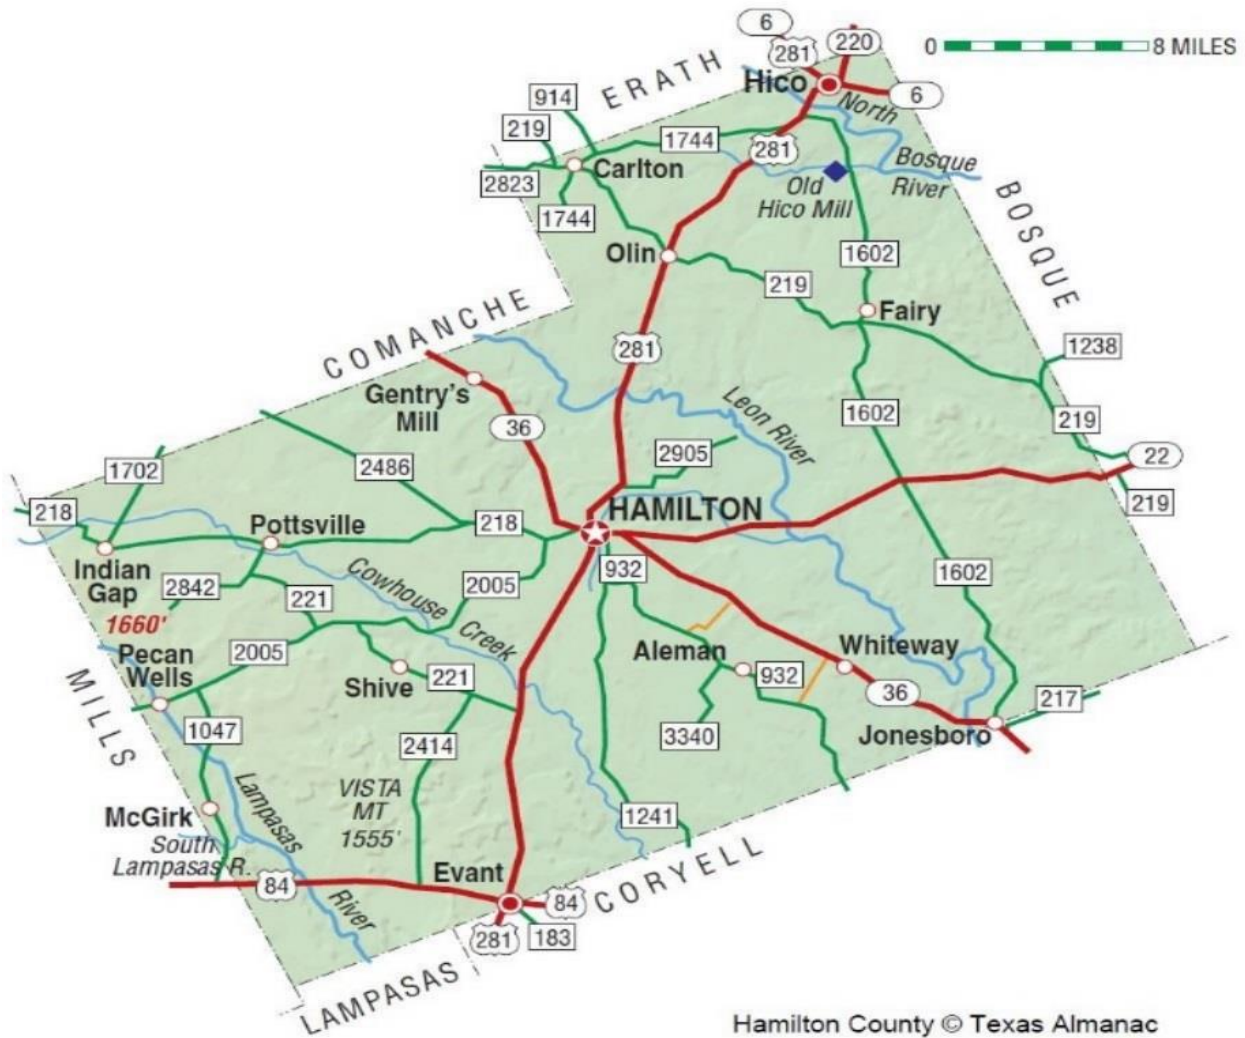 6
281
220
0
8 MILES
ERATH
Hico
6
914
North
219
1744
281
Bosque
River
Carlton
2823
Old
Hico Mill
1744
BOSQUE
Olin
1602
219
Fairy
COMANCHE
281
1238
Gentry's
Mill
36
Leon River
1602
219
2905
22
1702
2486
219
218
HAMILTON
Pottsville
218
Indian
Gap
1660'
2842
221
Cowhouse
Creek
2005
932
1602
Pecan
Wells
2005
Aleman
Whiteway
MILLS
Shive
221
932
36
217
1047
2414
3340
Jonesboro
VISTA
MT
1555'
McGirk
Lampasas
River
1241
South
Lampasas R.
84
Evant
84
CORYELL
281
183
LAMPASAS
Hamilton County © Texas Almanac